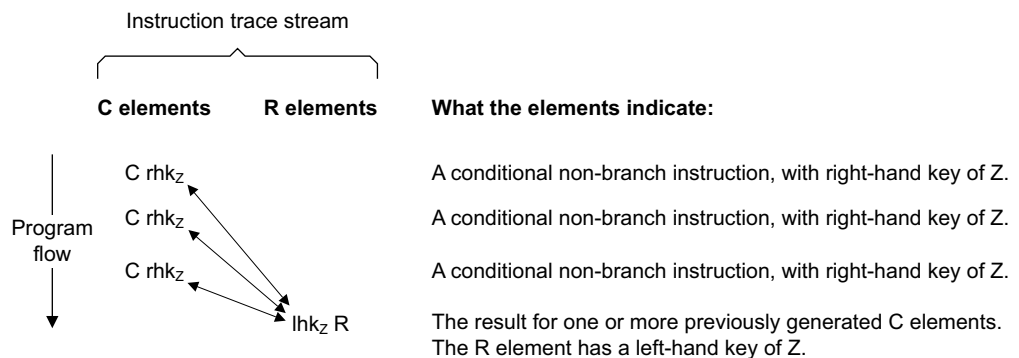 Instruction trace stream
C elements R elements What the elements indicate:
C rhkZ A conditional non-branch instruction, with right-hand key of Z.
Program
flow
C rhkZ A conditional non-branch instruction, with right-hand key of Z.
C rhkZ A conditional non-branch instruction, with right-hand key of Z.
lhkZ R The result for one or more previously generated C elements.
The R element has a left-hand key of Z.